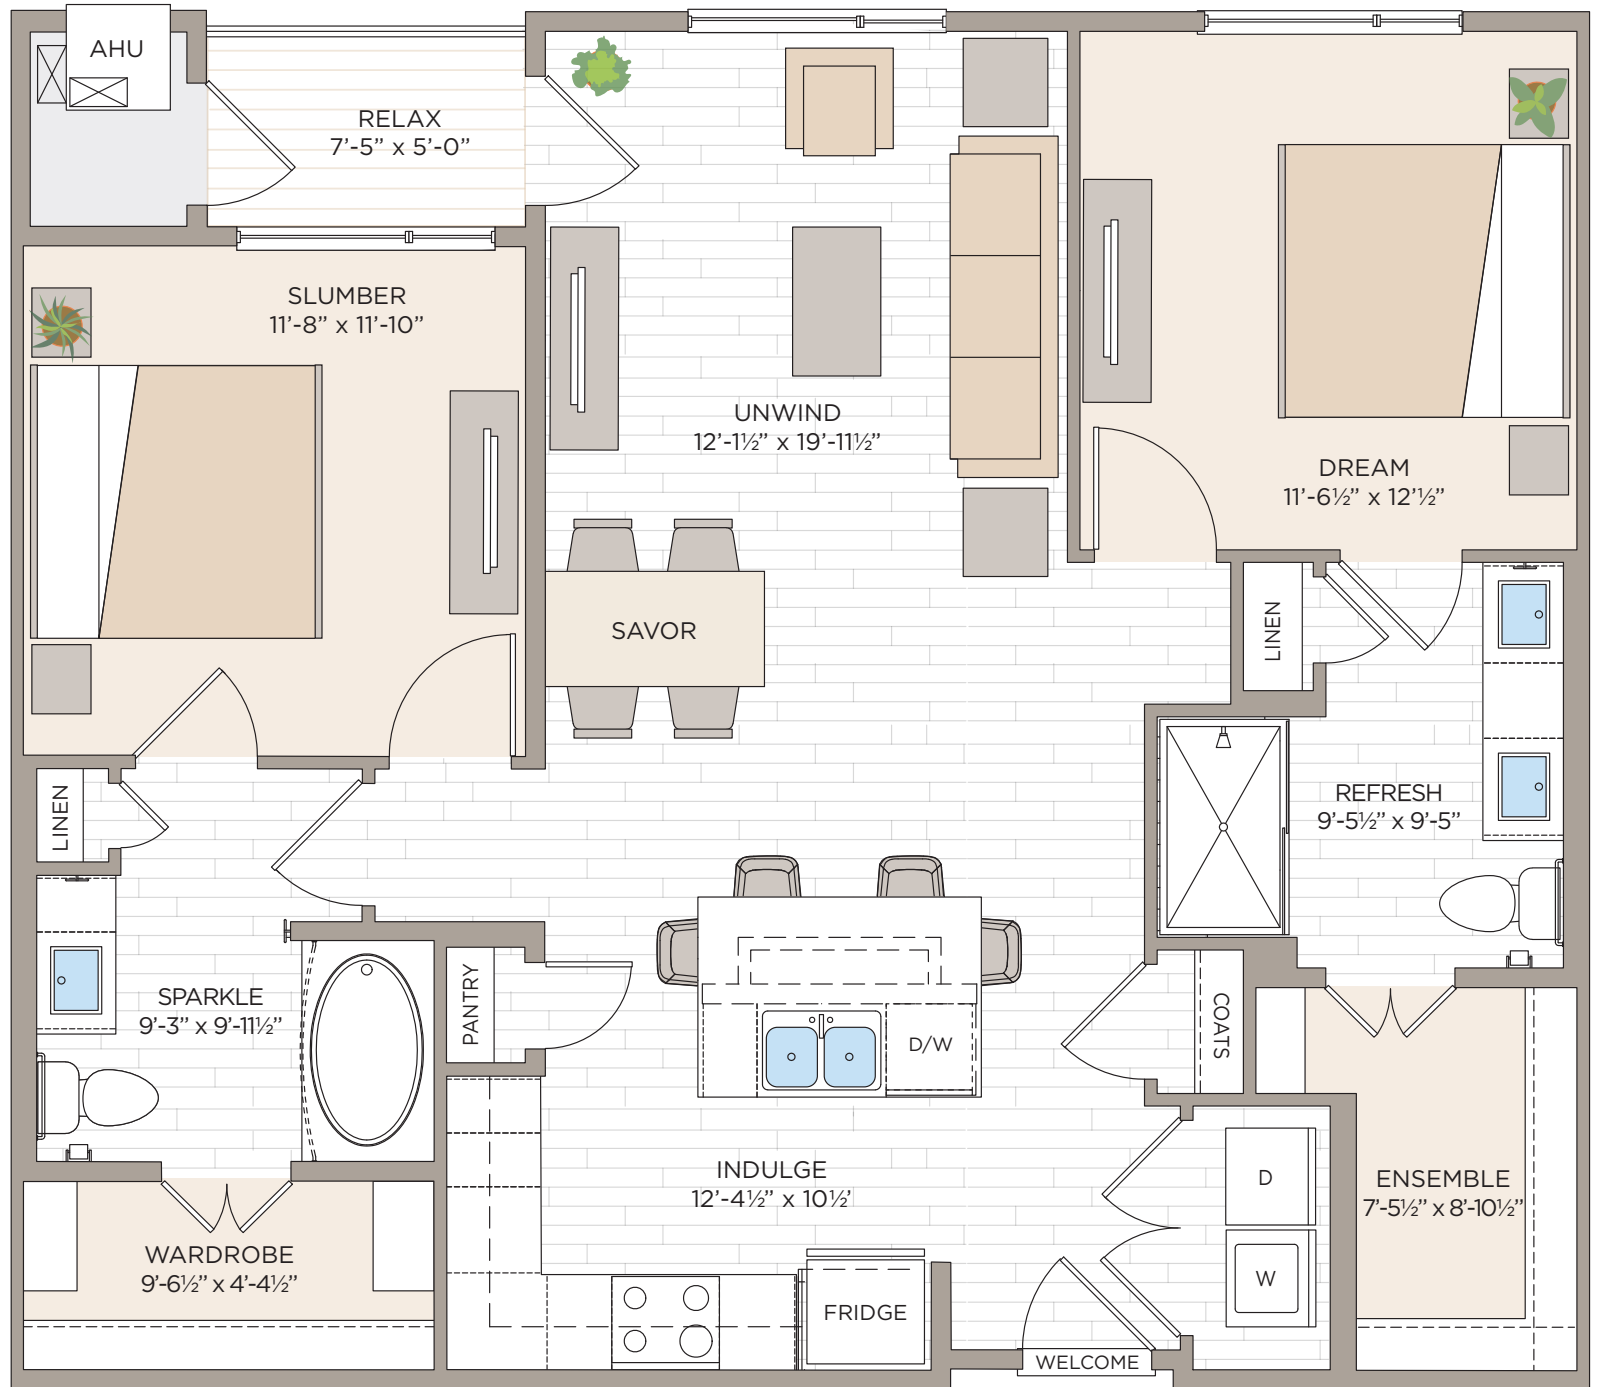 AHU
RELAX
7’-5” x 5’-0”
SLUMBER
11’-8” x 11’-10”
UNWIND
12’-1½” x 19’-11½”
DREAM
11’-6½” x 12’½”
SAVOR
LINEN
LINEN
REFRESH
9’-5½” x 9’-5”
SPARKLE
9’-3” x 9’-11½”
PANTRY
D/W
COATS
INDULGE
12’-4½” x 10½’
D
ENSEMBLE
7’-5½” x 8’-10½”
WARDROBE
9’-6½” x 4’-4½”
W
FRIDGE
WELCOME